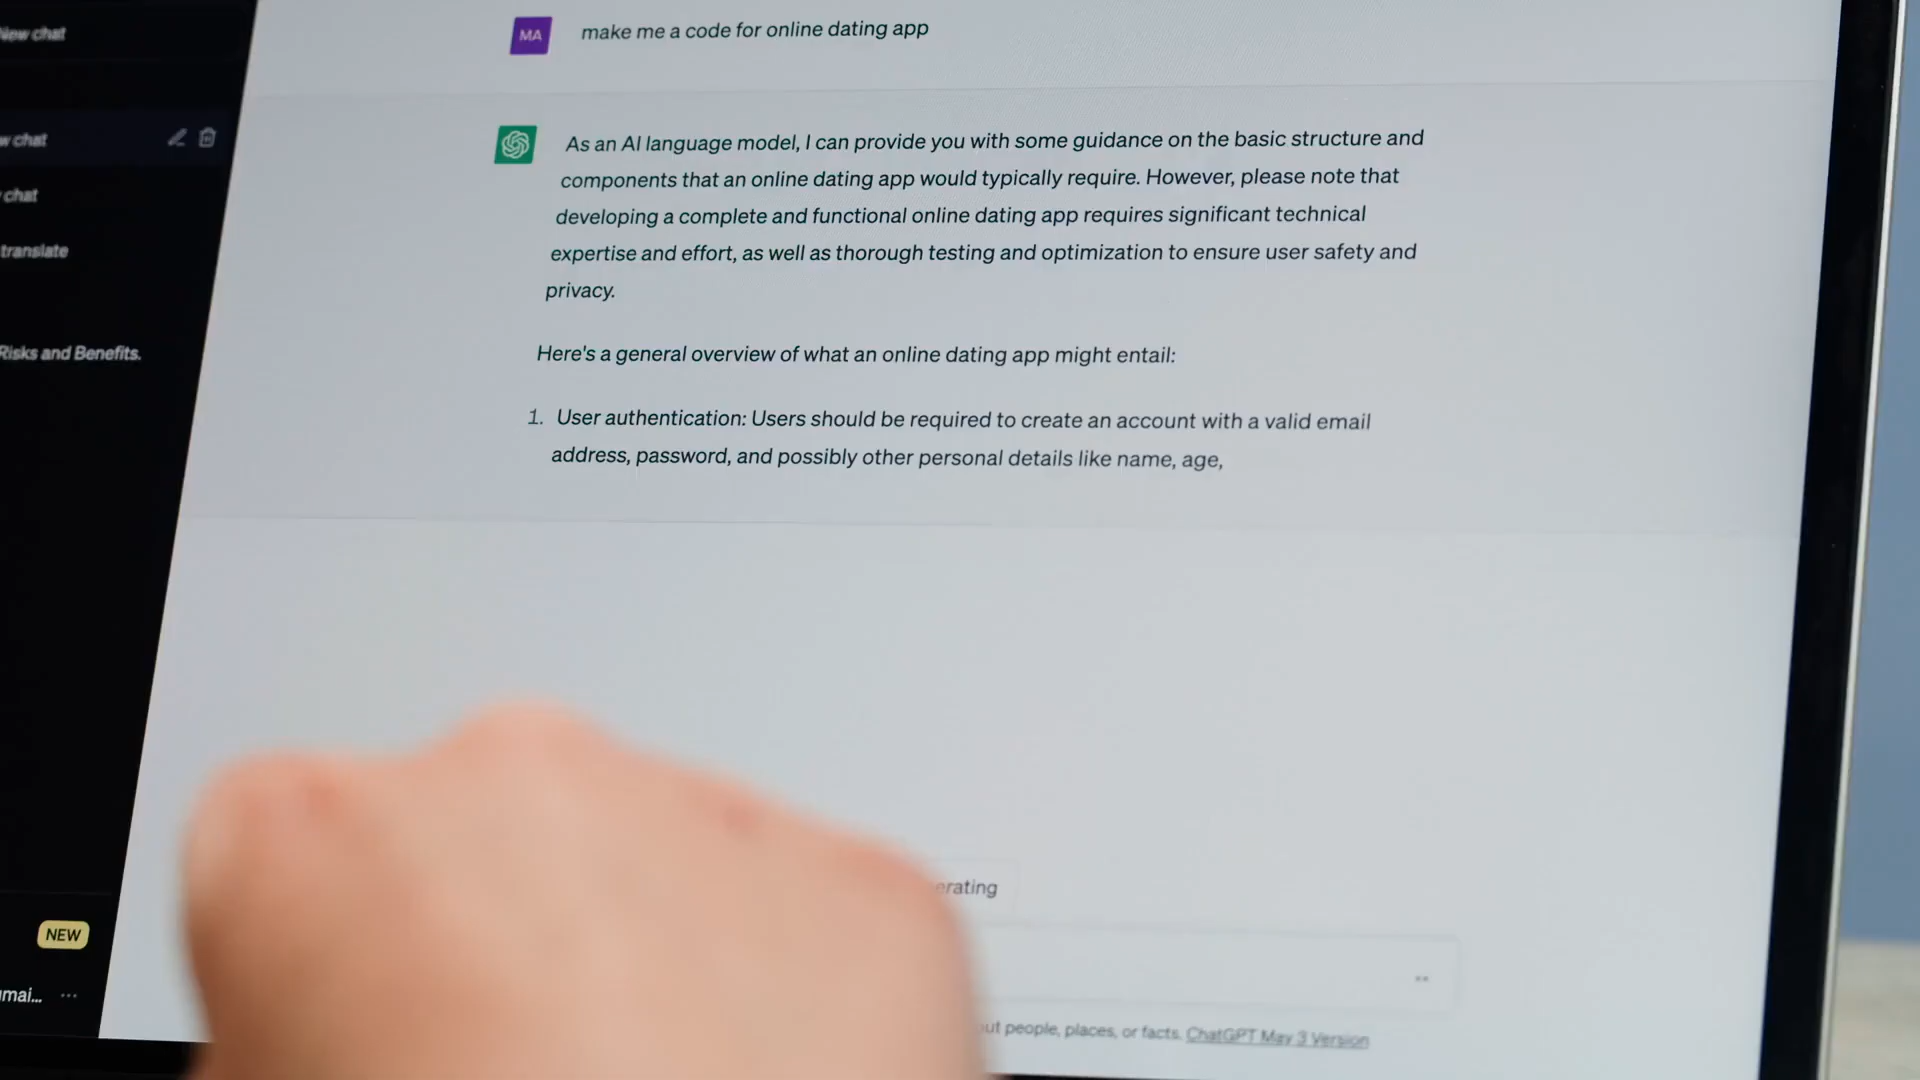 New chat
MA
make me a code for online dating app
w chat
As an AI language model, I can provide you with some guidance on the basic structure and
components that an online dating app would typically require. However, please note that
chat
developing a complete and functional online dating app requires significant technical
translate
expertise and effort, as well as thorough testing and optimization to ensure user safety and
privacy.
Risks and Benefits.
Here's a general overview of what an online dating app might entail:
1. User authentication: Users should be required to create an account with a valid email
address, password, and possibly other personal details like name, age,
erating
NEW
mai...
out people, places, or facts. ChatGPT May 3 Version